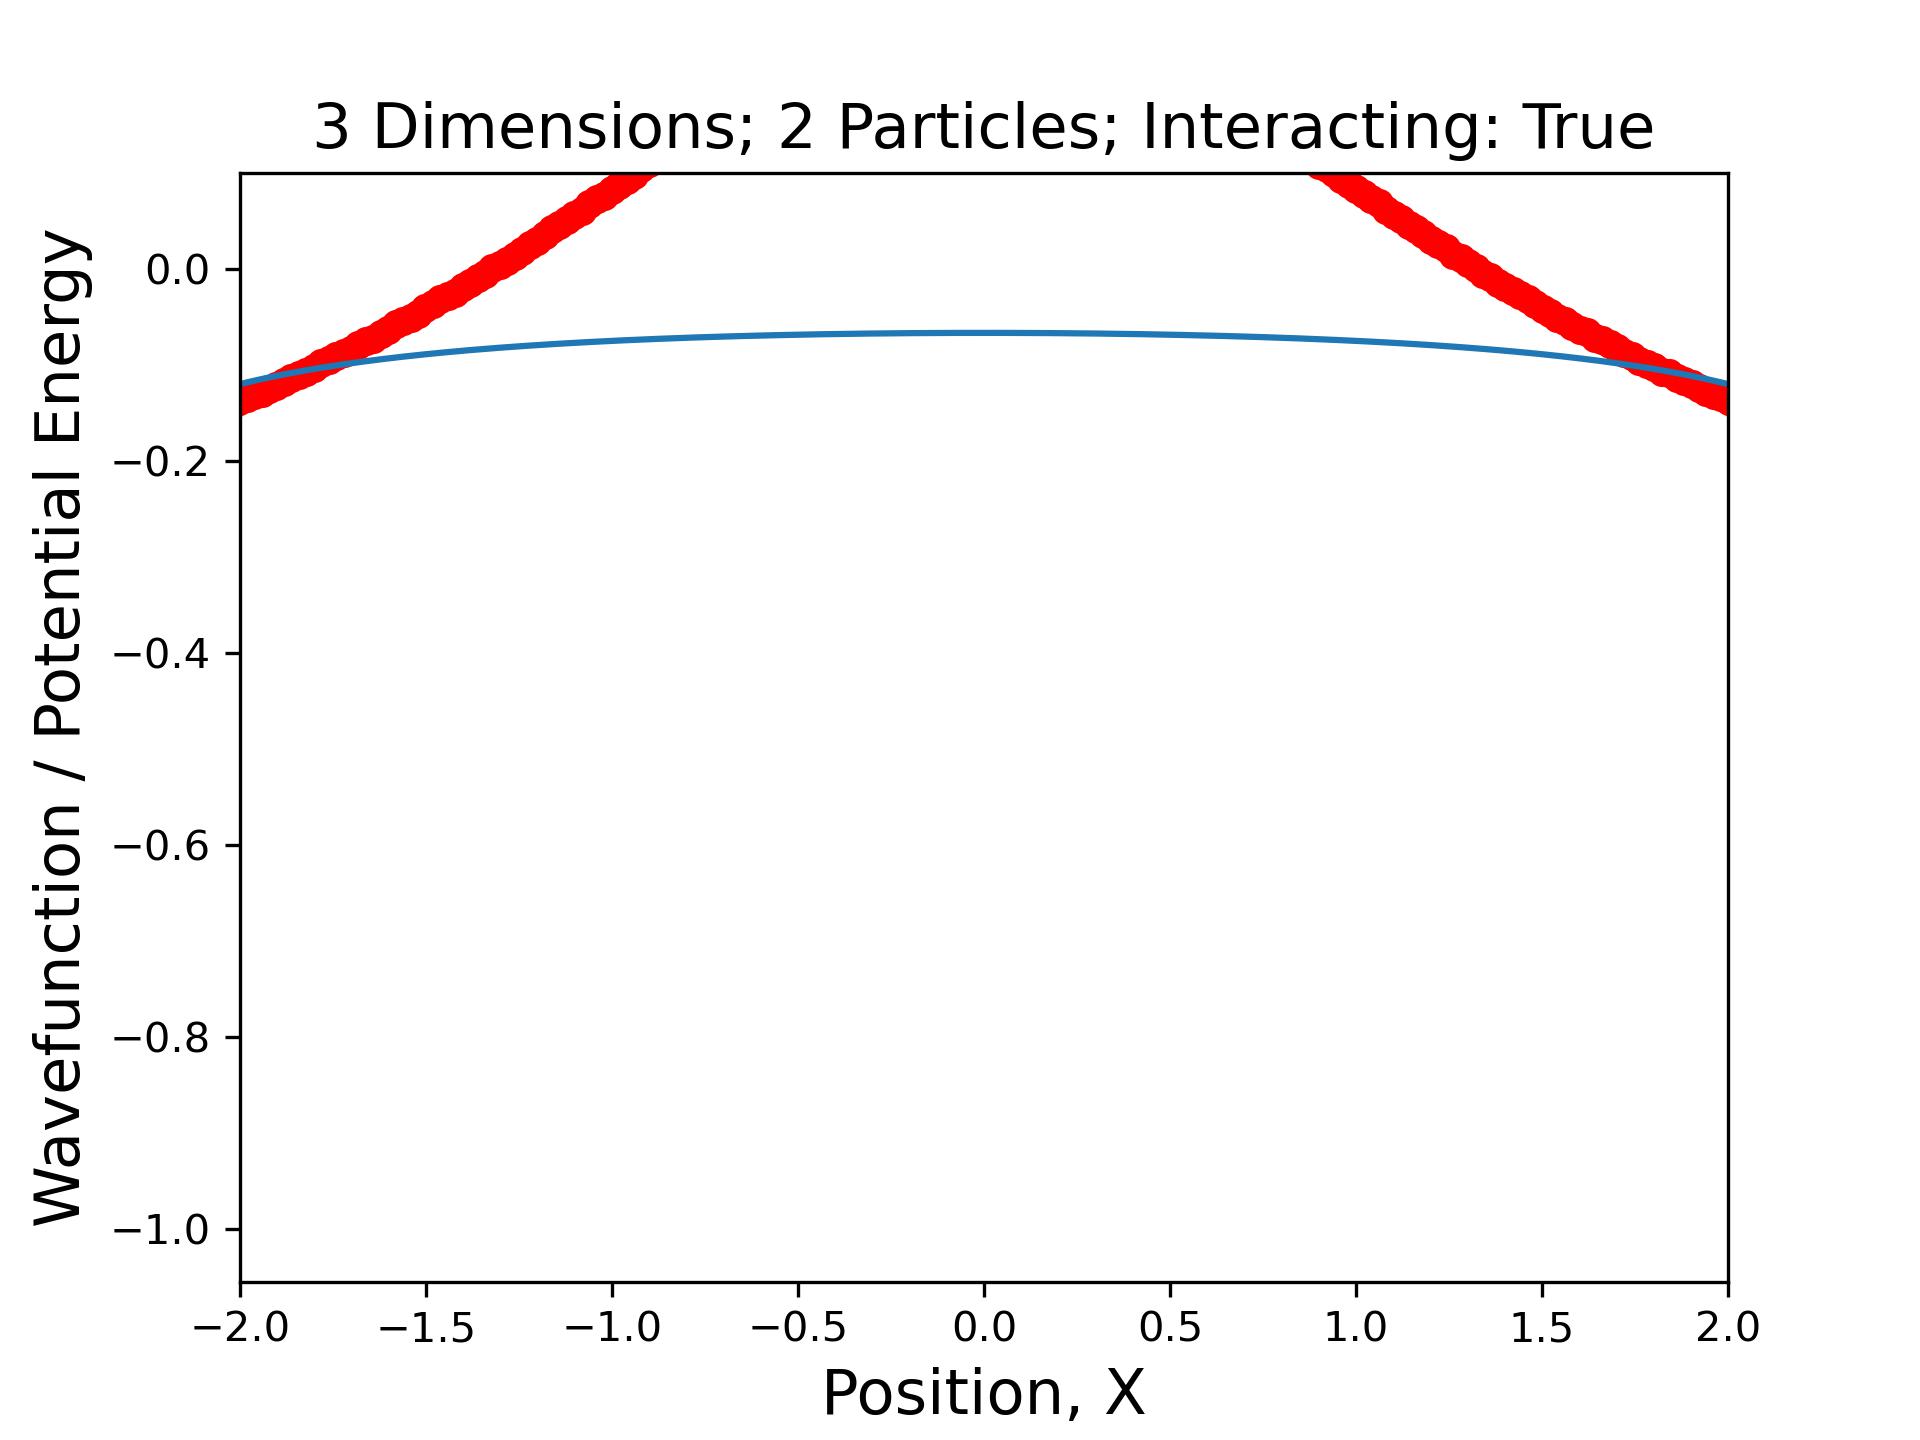 3 Dimensions; 2 Particles; Interacting: True
Wavefunction / Potential Energy
0.0
−0.2
−0.4
−0.6
−0.8
−1.0
−2.0 −1.5 −1.0 −0.5 0.0 0.5 1.0 1.5 2.0
Position, X